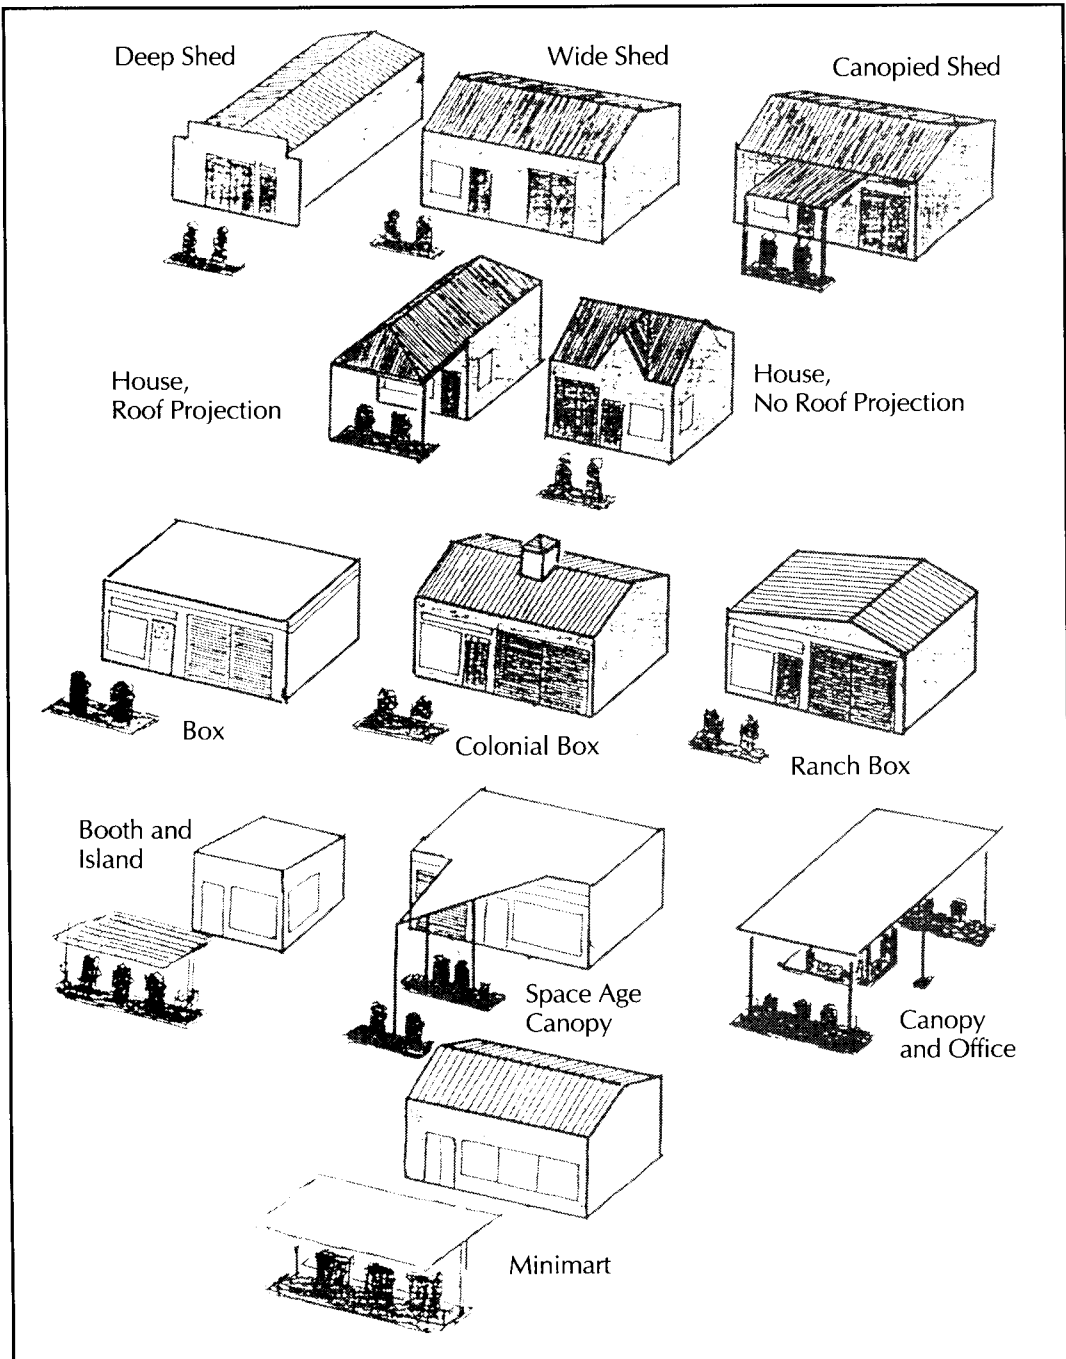 Deep Shed
Wide Shed
Canopied Shed
House,
Roof Projection
House,
No Roof Projection
Box
Colonial Box
Ranch Box
Booth and
Island
Space Age
Canopy
Canopy
and Office
Minimart